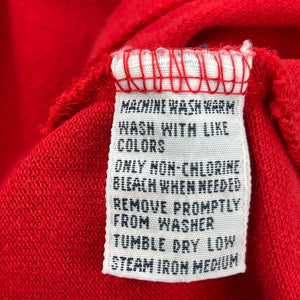 MACHINE WASH WARM
WASH WITH LIKE
COLORS
ONLY NON-CHLORINE
BLEACH WHEN NEEDED
REMOVE PROMPTLY
FROM WASHER
TUMBLE DRY LOW
STEAM IRON MEDIUM